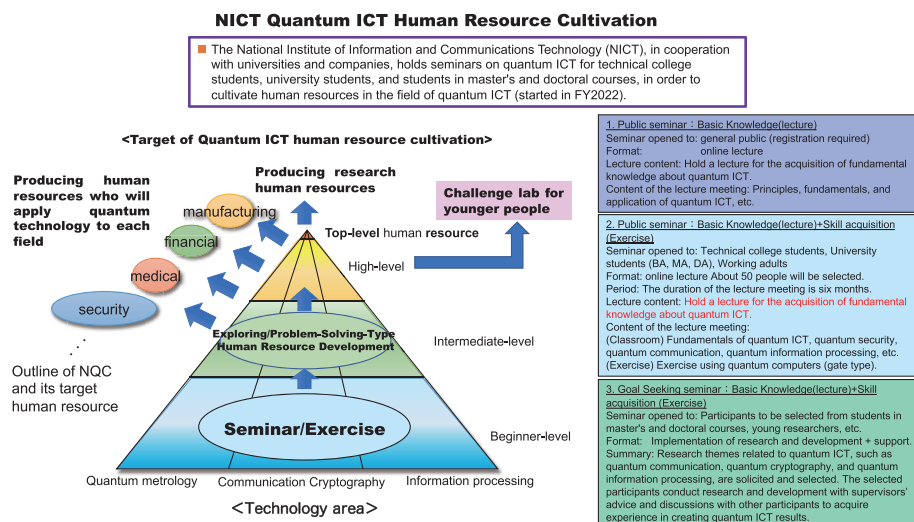 NICT Quantum ICT Human Resource Cultivation
■ The National Institute of Information and Communications Technology (NICT), in cooperation
with universities and companies, holds seminars on quantum ICT for technical college
students, university students, and students in master's and doctoral courses, in order to
cultivate human resources in the field of quantum ICT (started in FY2022).
<Target of Quantum ICT human resource cultivation>
Producing human
resources who will
apply quantum
technology to each
field
Producing research
human resources
manufacturing
financial
medical
security
Challenge lab for
younger people
Top-level human resource
High-level
Exploring/Problem-Solving-Type
Human Resource Development
Intermediate-level
Outline of NQC
and its target
human resource
Seminar/Exercise
Beginner-level
Quantum metrology
Communication Cryptography
Information processing
<Technology area>
1. Public seminar：Basic Knowledge(lecture)
Seminar opened to: general public (registration required)
Format: online lecture
Lecture content: Hold a lecture for the acquisition of fundamental
knowledge about quantum ICT.
Content of the lecture meeting: Principles, fundamentals, and
application of quantum ICT, etc.
2. Public seminar：Basic Knowledge(lecture)+Skill acquisition
(Exercise)
Seminar opened to: Technical college students, University
students (BA, MA, DA), Working adults
Format: online lecture About 50 people will be selected.
Period: The duration of the lecture meeting is six months.
Lecture content: Hold a lecture for the acquisition of fundamental
knowledge about quantum ICT.
Content of the lecture meeting:
(Classroom) Fundamentals of quantum ICT, quantum security,
quantum communication, quantum information processing, etc.
(Exercise) Exercise using quantum computers (gate type).
3. Goal Seeking seminar：Basic Knowledge(lecture)+Skill
acquisition (Exercise)
Seminar opened to: Participants to be selected from students in
master's and doctoral courses, young researchers, etc.
Format: Implementation of research and development + support.
Summary: Research themes related to quantum ICT, such as
quantum communication, quantum cryptography, and quantum
information processing, are solicited and selected. The selected
participants conduct research and development with supervisors'
advice and discussions with other participants to acquire
experience in creating quantum ICT results.